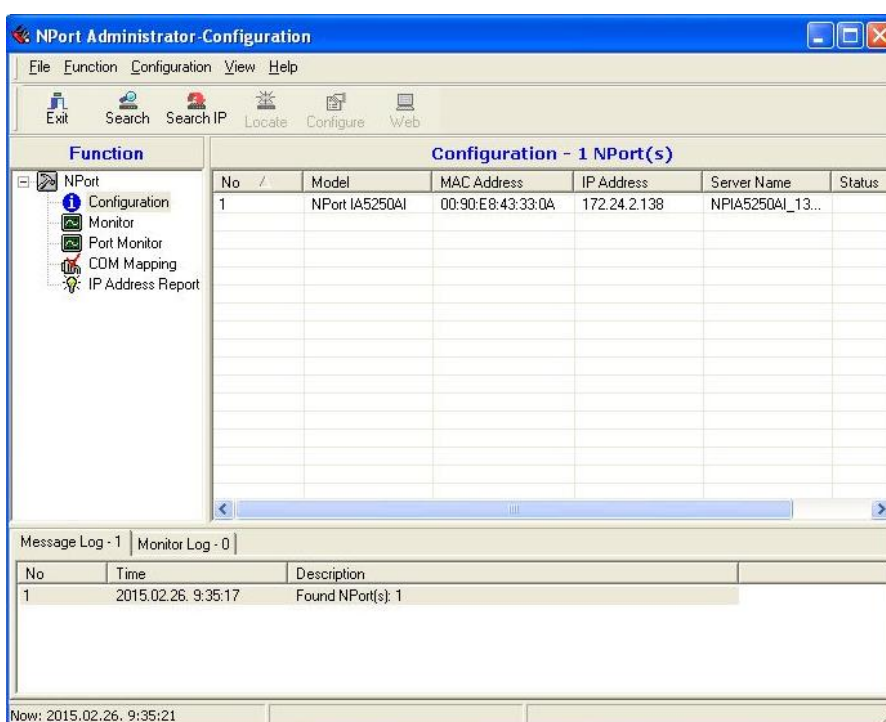 NPort Administrator-Configuration
File Function Configuration View Help
Exit Search Search IP Locate Configure Web
Function
Configuration - 1 NPort(s)
NPort
Configuration
Monitor
Port Monitor
COM Mapping
IP Address Report
No Model MAC Address IP Address Server Name Status
1 NPort IA5250AI 00:90:E8:43:33:0A 172.24.2.138 NPIA5250AI_13...
Message Log - 1 Monitor Log - 0
No Time Description
1 2015.02.26. 9:35:17 Found NPort(s): 1
Now: 2015.02.26. 9:35:21